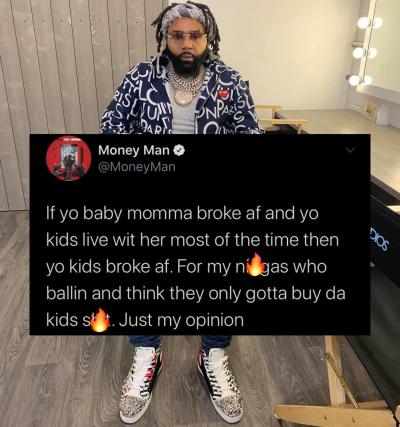 Money Man
@MoneyMan
If yo baby momma broke af and yo
kids live wit her most of the time then
yo kids broke af. For my ni🔥gas who
ballin and think they only gotta buy da
kids s🔥t. Just my opinion
DIOS